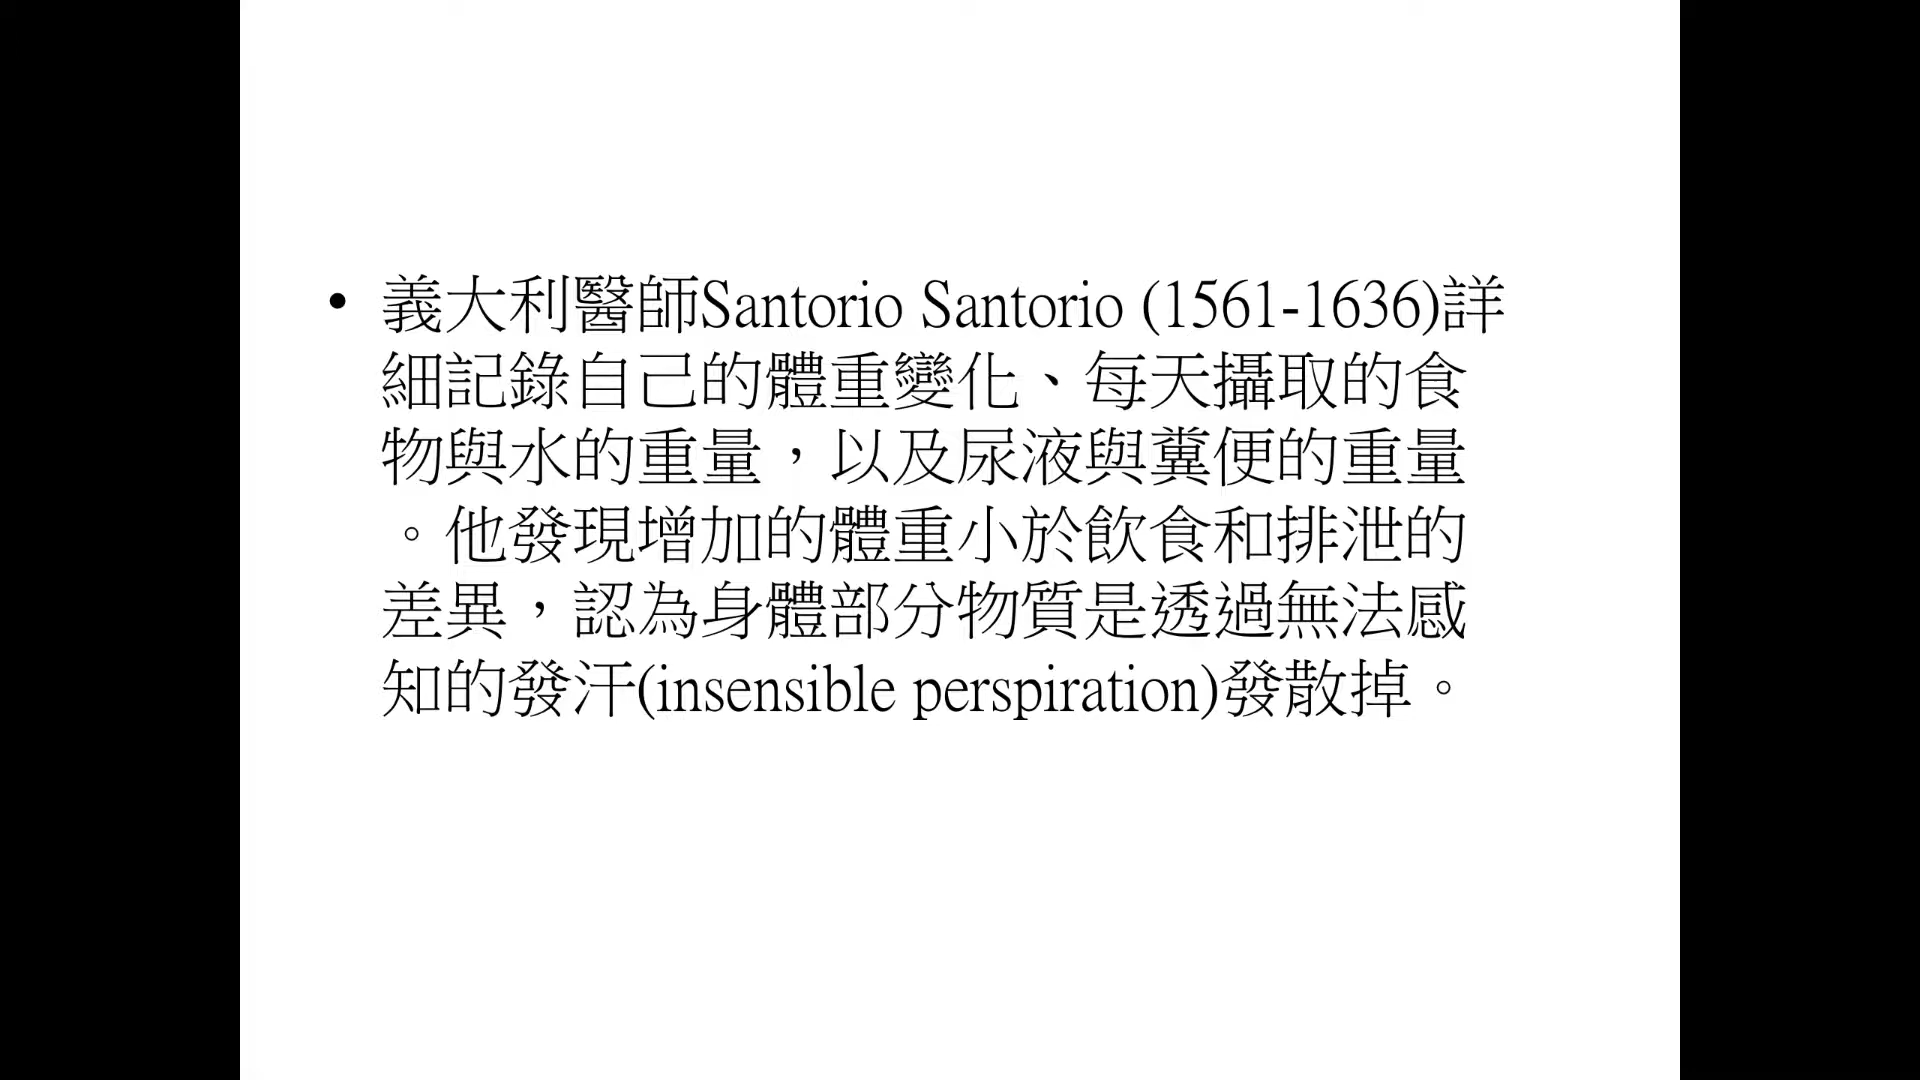 • 義大利醫師Santorio Santorio (1561-1636)詳
細記錄自己的體重變化、每天攝取的食
物與水的重量，以及尿液與糞便的重量
。他發現增加的體重小於飲食和排泄的
差異，認為身體部分物質是透過無法感
知的發汗(insensible perspiration)發散掉。